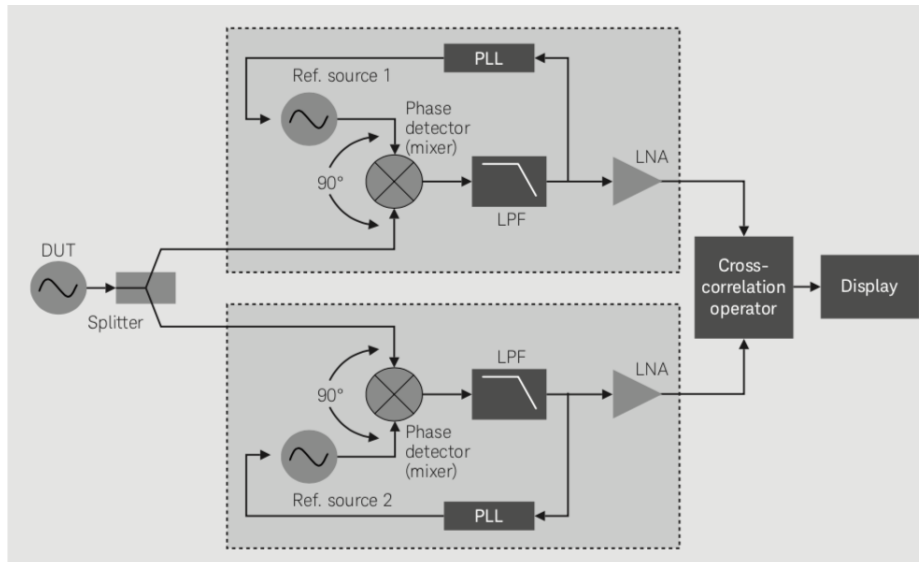 PLL
Ref. source 1
Phase
detector
(mixer)
LNA
90°
LPF
DUT
Splitter
Cross-
correlation
operator
Display
LPF
LNA
90°
Phase
detector
(mixer)
Ref. source 2
PLL